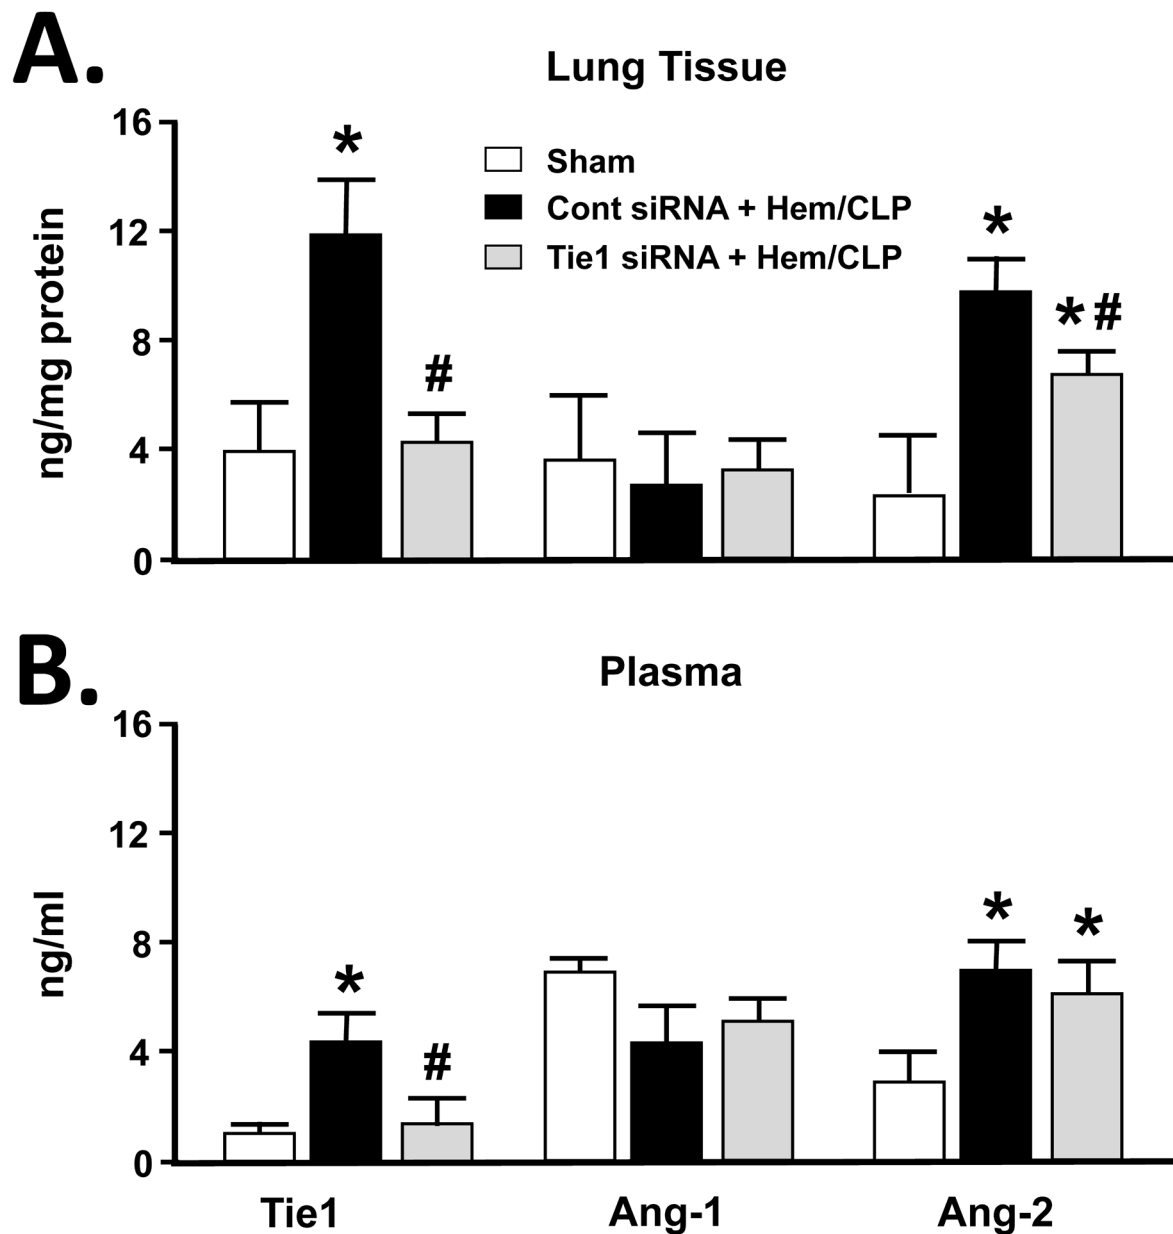 A.
Lung Tissue
16
12
8
4
0
ng/mg protein
Sham
Cont siRNA + Hem/CLP
Tie1 siRNA + Hem/CLP
*
#
*
* #
B.
Plasma
16
12
8
4
0
ng/ml
*
#
*
*
Tie1
Ang-1
Ang-2